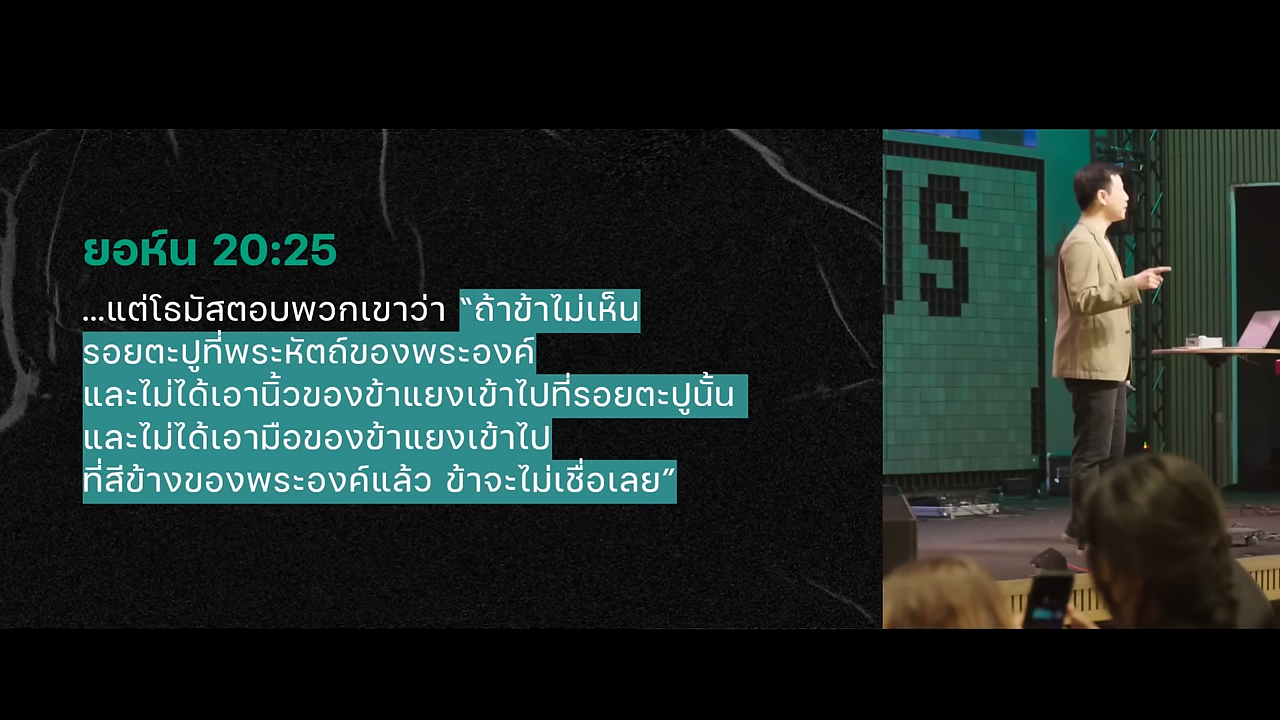 ยอห์น 20:25
...แต่โธมัสตอบพวกเขาว่า “ถ้าข้าไม่เห็น
รอยตะปูที่พระหัตถ์ของพระองค์
และไม่ได้เอานิ้วของข้าแยงเข้าไปที่รอยตะปูนั้น
และไม่ได้เอามือของข้าแยงเข้าไป
ที่สีข้างของพระองค์แล้ว ข้าจะไม่เชื่อเลย”
US